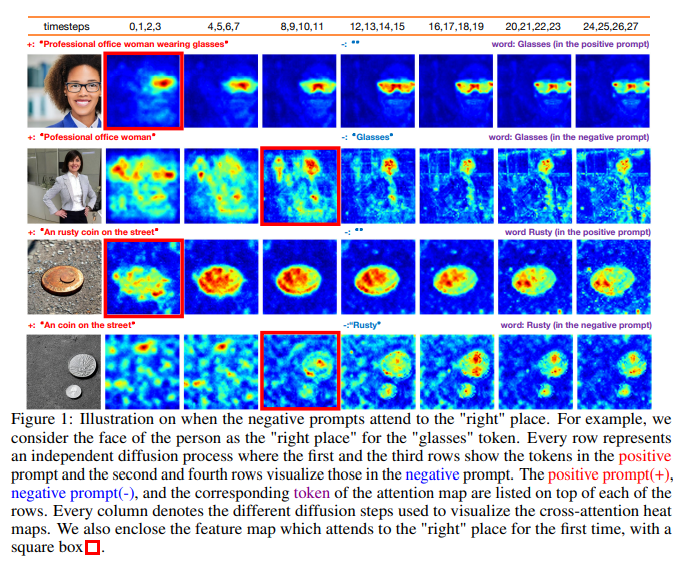 timesteps 0,1,2,3 4,5,6,7 8,9,10,11 12,13,14,15 16,17,18,19 20,21,22,23 24,25,26,27
+: "Professional office woman wearing glasses" -: "" word: Glasses (in the positive prompt)
+: "Pofessional office woman" -: "Glasses" word: Glasses (in the negative prompt)
+: "An rusty coin on the street" -: "" word Rusty (in the positive prompt)
+: "An coin on the street" -:"Rusty" word: Rusty (in the negative prompt)
Figure 1: Illustration on when the negative prompts attend to the "right" place. For example, we
consider the face of the person as the "right place" for the "glasses" token. Every row represents
an independent diffusion process where the first and the third rows show the tokens in the positive
prompt and the second and fourth rows visualize those in the negative prompt. The positive prompt(+),
negative prompt(-), and the corresponding token of the attention map are listed on top of each of the
rows. Every column denotes the different diffusion steps used to visualize the cross-attention heat
maps. We also enclose the feature map which attends to the "right" place for the first time, with a
square box.